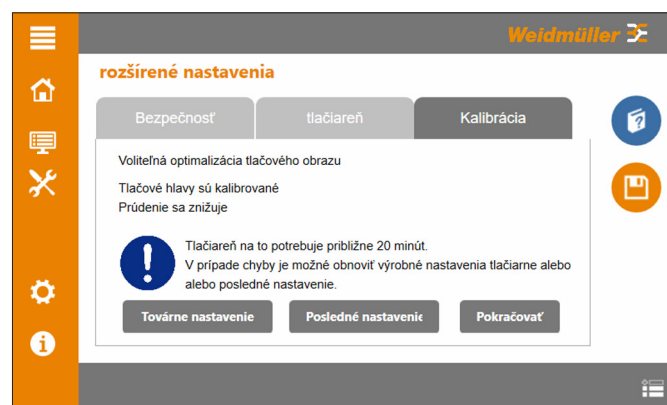 Weidmüller
rozšírené nastavenia
Bezpečnosť
tlačiareň
Kalibrácia
Voliteľná optimalizácia tlačového obrazu
Tlačové hlavy sú kalibrované
Prúdenie sa znižuje
Tlačiareň na to potrebuje približne 20 minút.
V prípade chyby je možné obnoviť výrobné nastavenia tlačiarne alebo
alebo posledné nastavenie.
Továrne nastavenie
Posledné nastavenie
Pokračovať